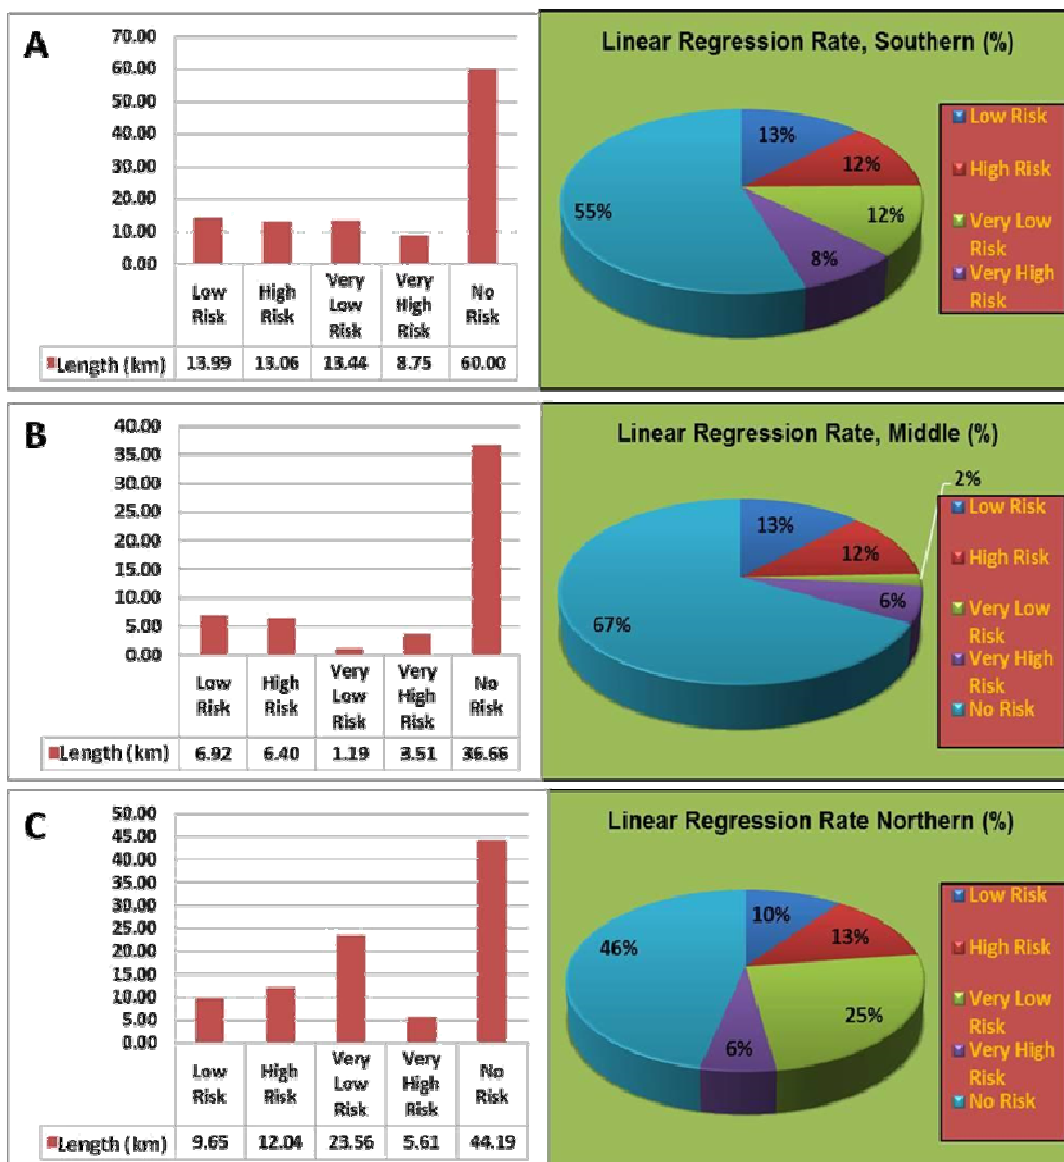 A
70.00
60.00
50.00
40.00
30.00
20.00
10.00
0.00
Low Risk
High Risk
Very Low Risk
Very High Risk
No Risk
Length (km) 13.99 13.06 13.44 8.75 60.00
Linear Regression Rate, Southern (%)
13%
12%
12%
8%
55%
Low Risk
High Risk
Very Low
Risk
Very High
Risk
B
40.00
35.00
30.00
25.00
20.00
15.00
10.00
5.00
0.00
Low Risk
High Risk
Very Low Risk
Very High Risk
No Risk
Length (km) 6.92 6.40 1.19 3.51 36.66
Linear Regression Rate, Middle (%)
2%
13%
12%
6%
67%
Low Risk
High Risk
Very Low
Risk
Very High
Risk
No Risk
C
50.00
45.00
40.00
35.00
30.00
25.00
20.00
15.00
10.00
5.00
0.00
Low Risk
High Risk
Very Low Risk
Very High Risk
No Risk
Length (km) 9.65 12.04 23.56 5.61 44.19
Linear Regression Rate Northern (%)
10%
13%
25%
6%
46%
Low Risk
High Risk
Very Low
Risk
Very High
Risk
No Risk